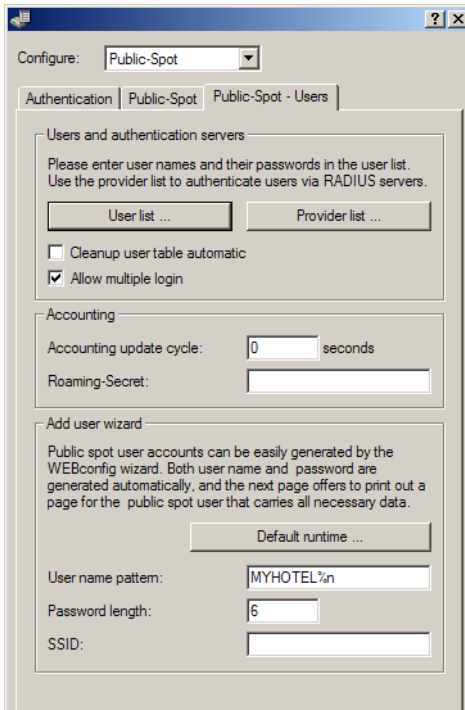 Configure: Public-Spot
Authentication Public-Spot Public-Spot - Users
Users and authentication servers
Please enter user names and their passwords in the user list.
Use the provider list to authenticate users via RADIUS servers.
User list ... Provider list ...
Cleanup user table automatic
Allow multiple login
Accounting
Accounting update cycle: 0 seconds
Roaming-Secret:
Add user wizard
Public spot user accounts can be easily generated by the
WEBconfig wizard. Both user name and password are
generated automatically, and the next page offers to print out a
page for the public spot user that carries all necessary data.
Default runtime ...
User name pattern: MYHOTEL%n
Password length: 6
SSID: